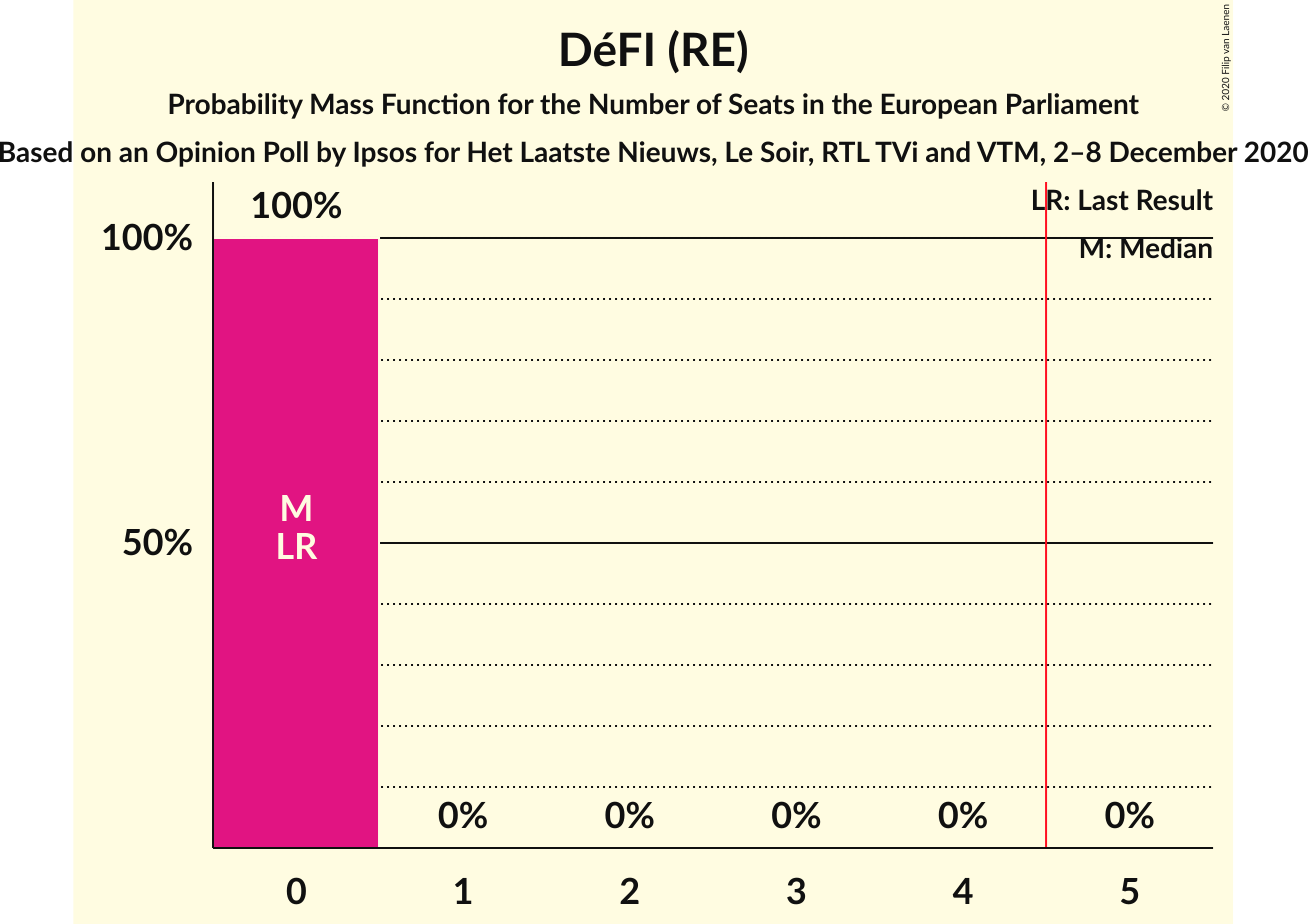 DéFI (RE)
Probability Mass Function for the Number of Seats in the European Parliament
Based on an Opinion Poll by Ipsos for Het Laatste Nieuws, Le Soir, RTL TVi and VTM, 2–8 December 2020
© 2020 Filip van Laenen
LR: Last Result
M: Median
100%
100%
M
LR
50%
0%
0%
0%
0%
0%
0
1
2
3
4
5